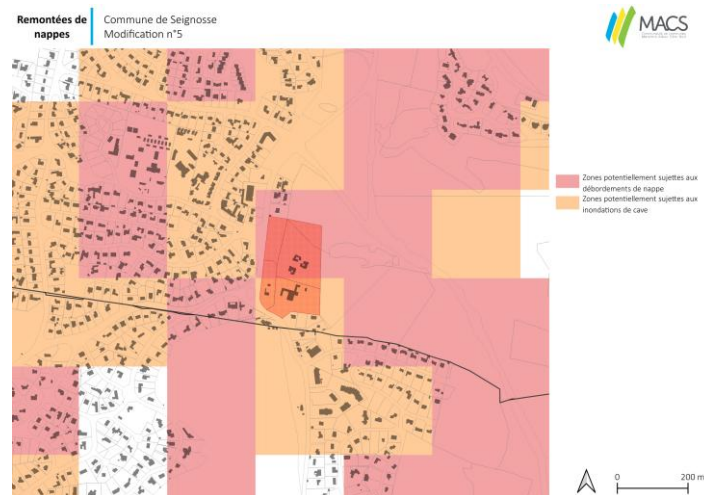 Remontées de
nappes
Commune de Seignosse
Modification n°5
MACS
Zones potentiellement sujettes aux
débordements de nappe
Zones potentiellement sujettes aux
inondations de cave
0
200 m